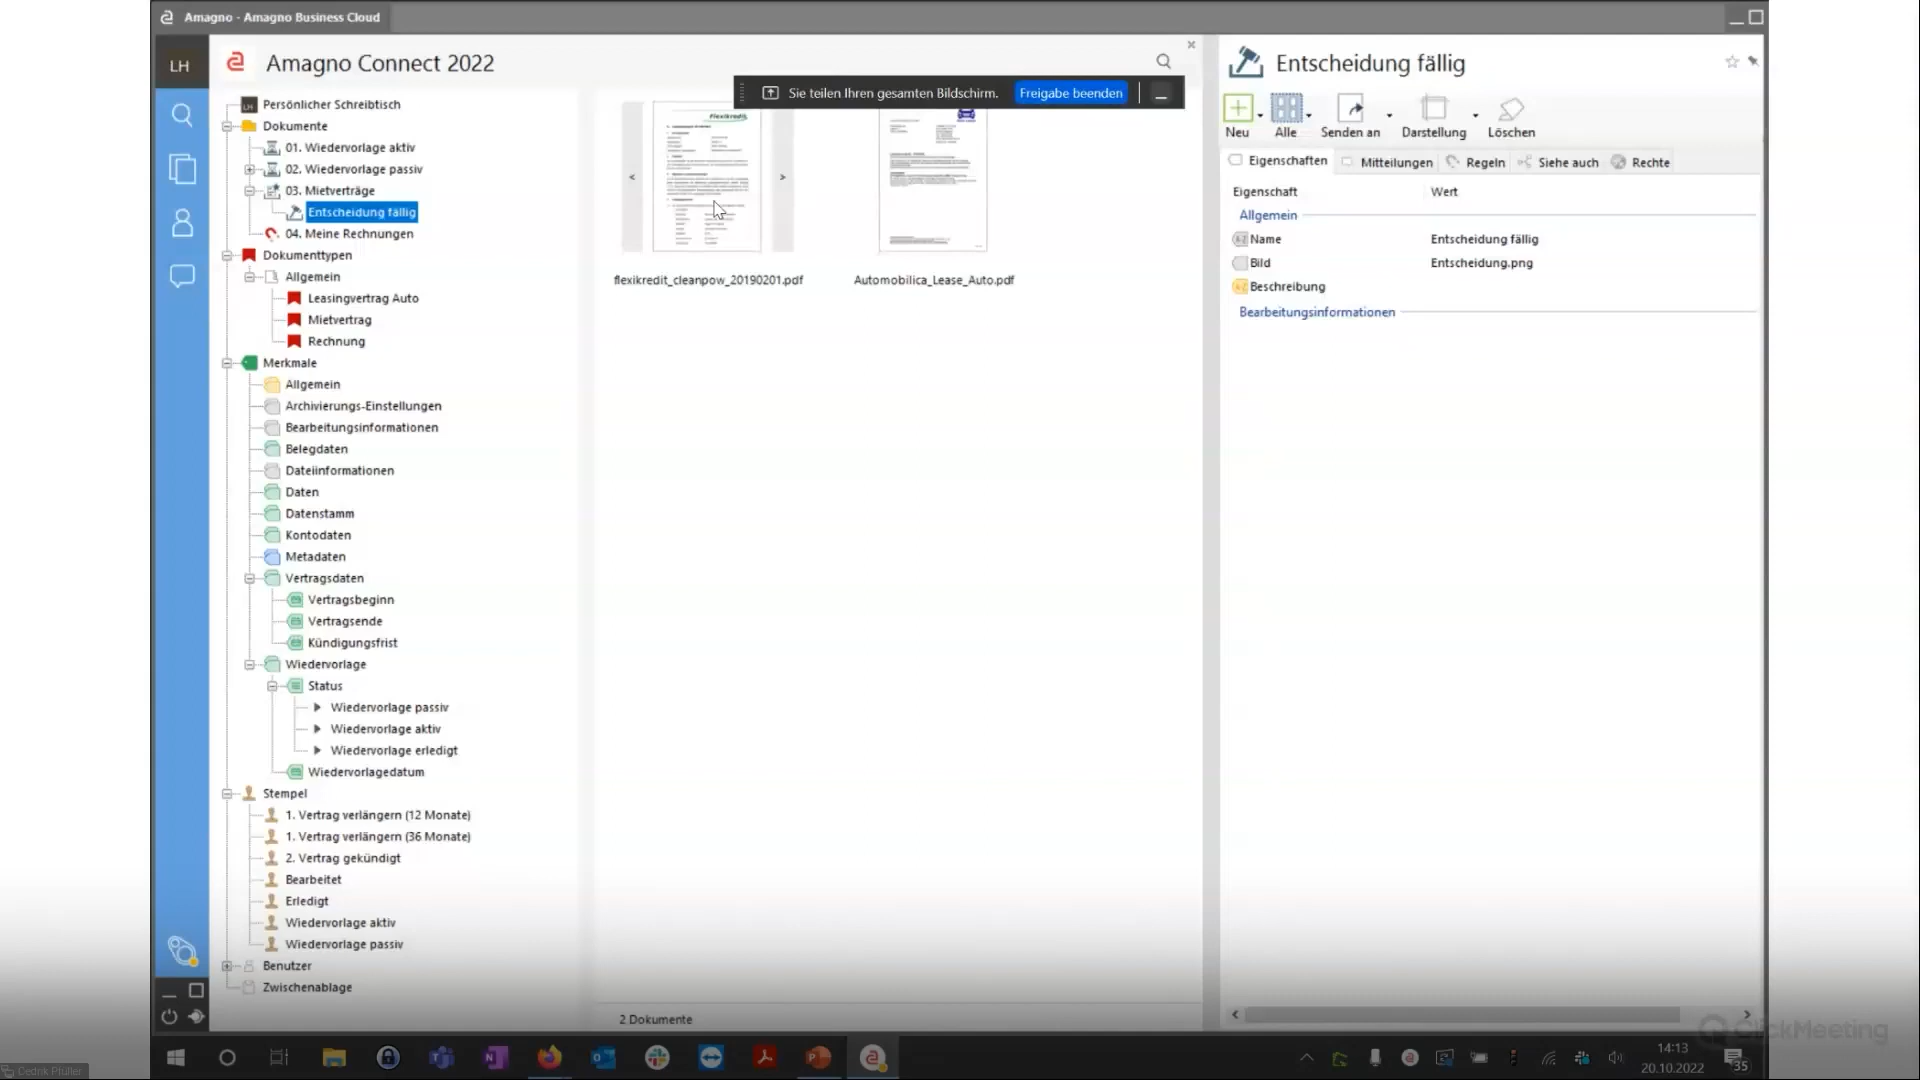 Amagno - Amagno Business Cloud
LH
Amagno Connect 2022
Sie teilen Ihren gesamten Bildschirm.
Freigabe beenden
Persönlicher Schreibtisch
Dokumente
01. Wiedervorlage aktiv
02. Wiedervorlage passiv
03. Mietverträge
Entscheidung fällig
04. Meine Rechnungen
Dokumenttypen
Allgemein
Leasingvertrag Auto
Mietvertrag
Rechnung
Merkmale
Allgemein
Archivierungs-Einstellungen
Bearbeitungsinformationen
Belegdaten
Dateiinformationen
Daten
Datenstamm
Kontodaten
Metadaten
Vertragsdaten
Vertragsbeginn
Vertragsende
Kündigungsfrist
Wiedervorlage
Status
Wiedervorlage passiv
Wiedervorlage aktiv
Wiedervorlage erledigt
Wiedervorlagedatum
Stempel
1. Vertrag verlängern (12 Monate)
1. Vertrag verlängern (36 Monate)
2. Vertrag gekündigt
Bearbeitet
Erledigt
Wiedervorlage aktiv
Wiedervorlage passiv
Benutzer
Zwischenablage
flexikredit
flexikredit_cleanpow_20190201.pdf
Automobilica_Lease_Auto.pdf
2 Dokumente
Entscheidung fällig
Neu
Alle
Senden an
Darstellung
Löschen
Eigenschaften
Mitteilungen
Regeln
Siehe auch
Rechte
Eigenschaft
Wert
Allgemein
Name
Entscheidung fällig
Bild
Entscheidung.png
Beschreibung
Bearbeitungsinformationen
ClickMeeting
14:13
20.10.2022
35
Cedrik Pfüller